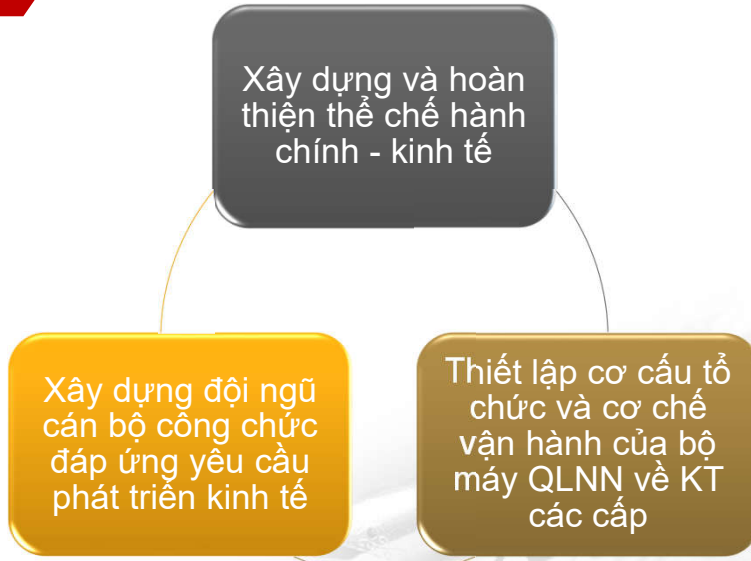 Xây dựng và hoàn
thiện thể chế hành
chính - kinh tế
Xây dựng đội ngũ
cán bộ công chức
đáp ứng yêu cầu
phát triển kinh tế
Thiết lập cơ cấu tổ
chức và cơ chế
vận hành của bộ
máy QLNN về KT
các cấp